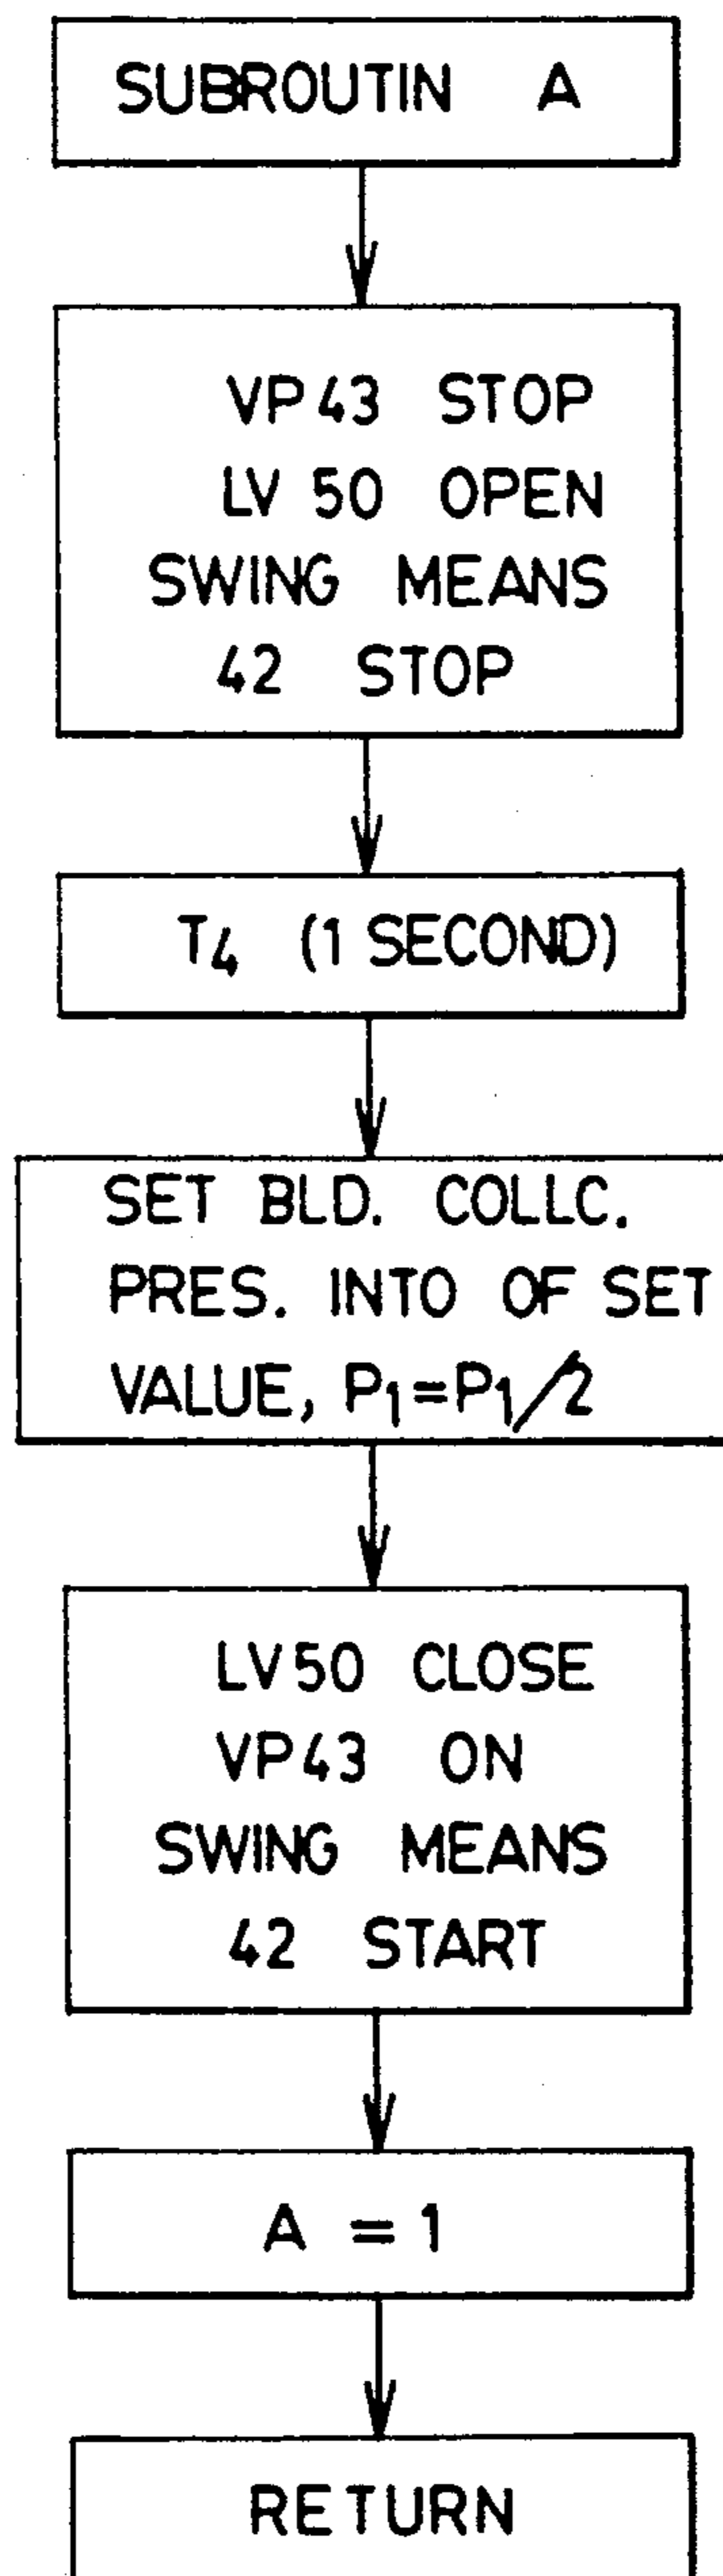 SUBROUTIN A
VP43 STOP
LV 50 OPEN
SWING MEANS
42 STOP
T4 (1 SECOND)
SET BLD. COLLC.
PRES. INTO OF SET
VALUE, P1=P1/2
LV50 CLOSE
VP43 ON
SWING MEANS
42 START
A = 1
RETURN